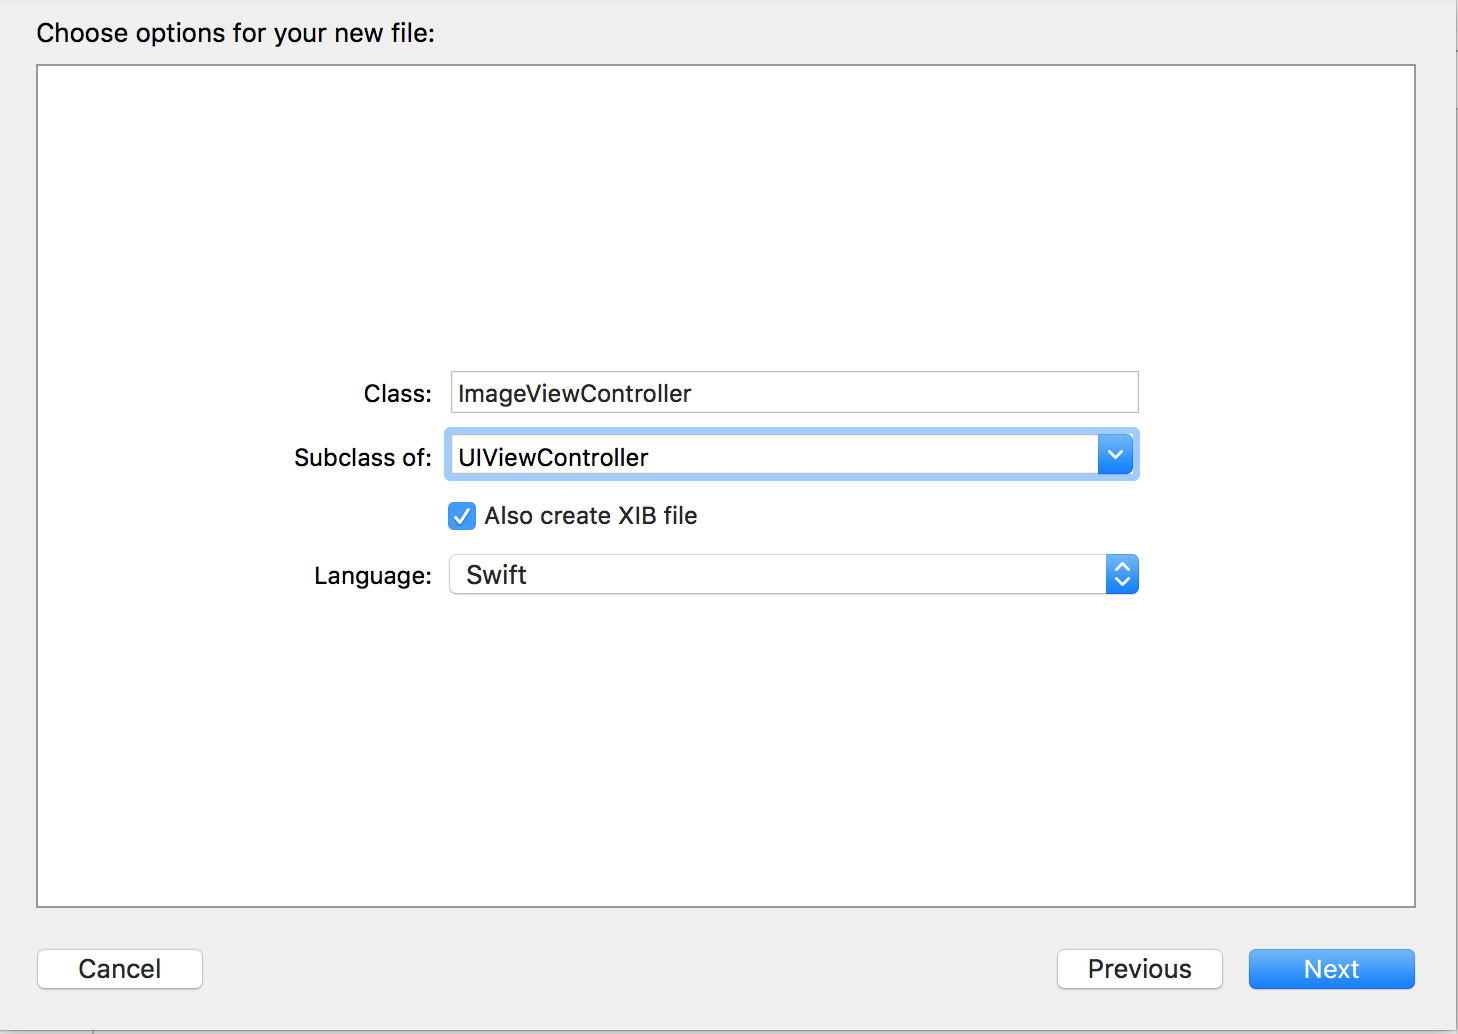 Choose options for your new file:
Class: ImageViewController
Subclass of: UIViewController
Also create XIB file
Language: Swift
Cancel Previous Next